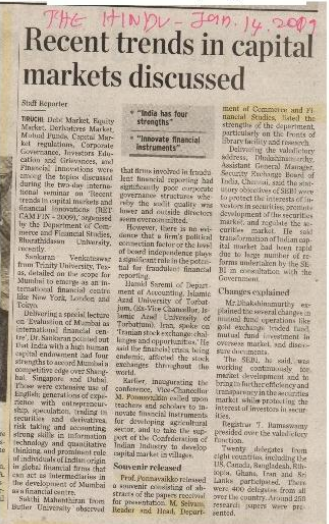 THE HINDU - Jan. 14. 2009
Recent trends in capital
markets discussed
Staff Reporter
TIRUCHI: Debt Market, Equity
Market, Derivatives Market,
Mutual Funds, Capital Mar-
ket regulations, Corporate
Governance, Investors Edu-
cation and Grievances, and
Financial Innovations were
among the topics discussed
during the two-day interna-
tional seminar on 'Recent
trends in capital markets and
financial innovations' (RET
CAM FIN - 2009), organised
by the Department of Com-
merce and Financial Studies,
Bharathidasan University,
recently.
Sankaran Venkateswar
from Trinity University, Tex-
as, detailed on the scope for
Mumbai to emerge as an in-
ternational financial centre
like New York, London and
Tokyo.
Delivering a special lecture
on 'Evaluation of Mumbai as
international financial cen-
tre', Dr. Sankaran pointed out
that India with a high human
capital endowment had four
strengths to accord Mumbai a
competitive edge over Shang-
hai, Singapore and Dubai.
These were extensive use of
English; generations of expe-
rience with entrepreneur-
ship, speculation, trading in
securities and derivatives,
risk taking and accounting;
strong skills in information
technology and quantitative
thinking, and prominent role
of individuals of Indian origin
in global financial firms that
can act as intermediaries in
the development of Mumbai
as a financial centre.
Sakthi Mahenthiran from
Butler University observed
• "India has four
strengths"
• "Innovate financial
instruments"
that firms involved in fraudu-
lent financial reporting had
significantly poor corporate
governance structures whe-
reby the audit quality was
lower and outside directors
seem overcommitted.
However, there is no evi-
dence that a firm's political
connection factor or the level
of board independence plays
a significant role in the poten-
tial for fraudulent financial
reporting.
Hamid Saremi of Depart-
ment of Accounting, Islamic
Azad University of Turbat-
jam, (Ex-Vice Chancellor, Is-
lamic Azad University of
Turbatjam), Iran, spoke on
'Iranian stock exchange chal-
lenges and opportunities.' He
said the financial crisis, being
endemic, affected the stock
exchanges throughout the
world.
Earlier, inaugurating the
conference, Vice-Chancellor
M. Ponnavaikko called upon
teachers and scholars to in-
novate financial instruments
for developing agricultural
sector, and to take the sup-
port of the Confederation of
Indian Industry to develop
capital market in villages.
Souvenir released
Prof. Ponnavaikko released
a souvenir consisting of ab-
stracts of the papers received
for presentation. M. Selvam,
Reader and Head, Depart-
ment of Commerce and Fi-
nancial Studies, listed the
strengths of the department,
particularly on the fronts of
library facility and research.
Delivering the valedictory
address,
Assistant General Manager,
Security Exchange Board of
India, Chennai, said the stat-
utory objectives of SEBI were
to protect the interests of in-
vestors in securities, promote
development of the securities
market, and regulate the se-
curities market. He said
transformation of Indian cap-
ital market had been rapid
due to large number of re-
forms undertaken by the SE-
BI in consultation with the
Government.
Changes explained
plained the several changes in
mutual fund operations like
gold exchange traded fund,
mutual fund investment in
overseas market, and disclo-
sure documents.
The SEBI, he said, was
working continuously for
market development and to
bring in further efficiency and
transparency in the securities
market while protecting the
interest of investors in secu-
rities.
Registrar T. Ramaswamy
presided over the valedictory
function.
Twenty delegates from
eight countries, including the
US, Canada, Bangladesh, Ethi-
opia, Ghana, Iran and Sri
Lanka participated. There
were 400 delegates from all
over the country. Around 218
research papers were pre-
sented.